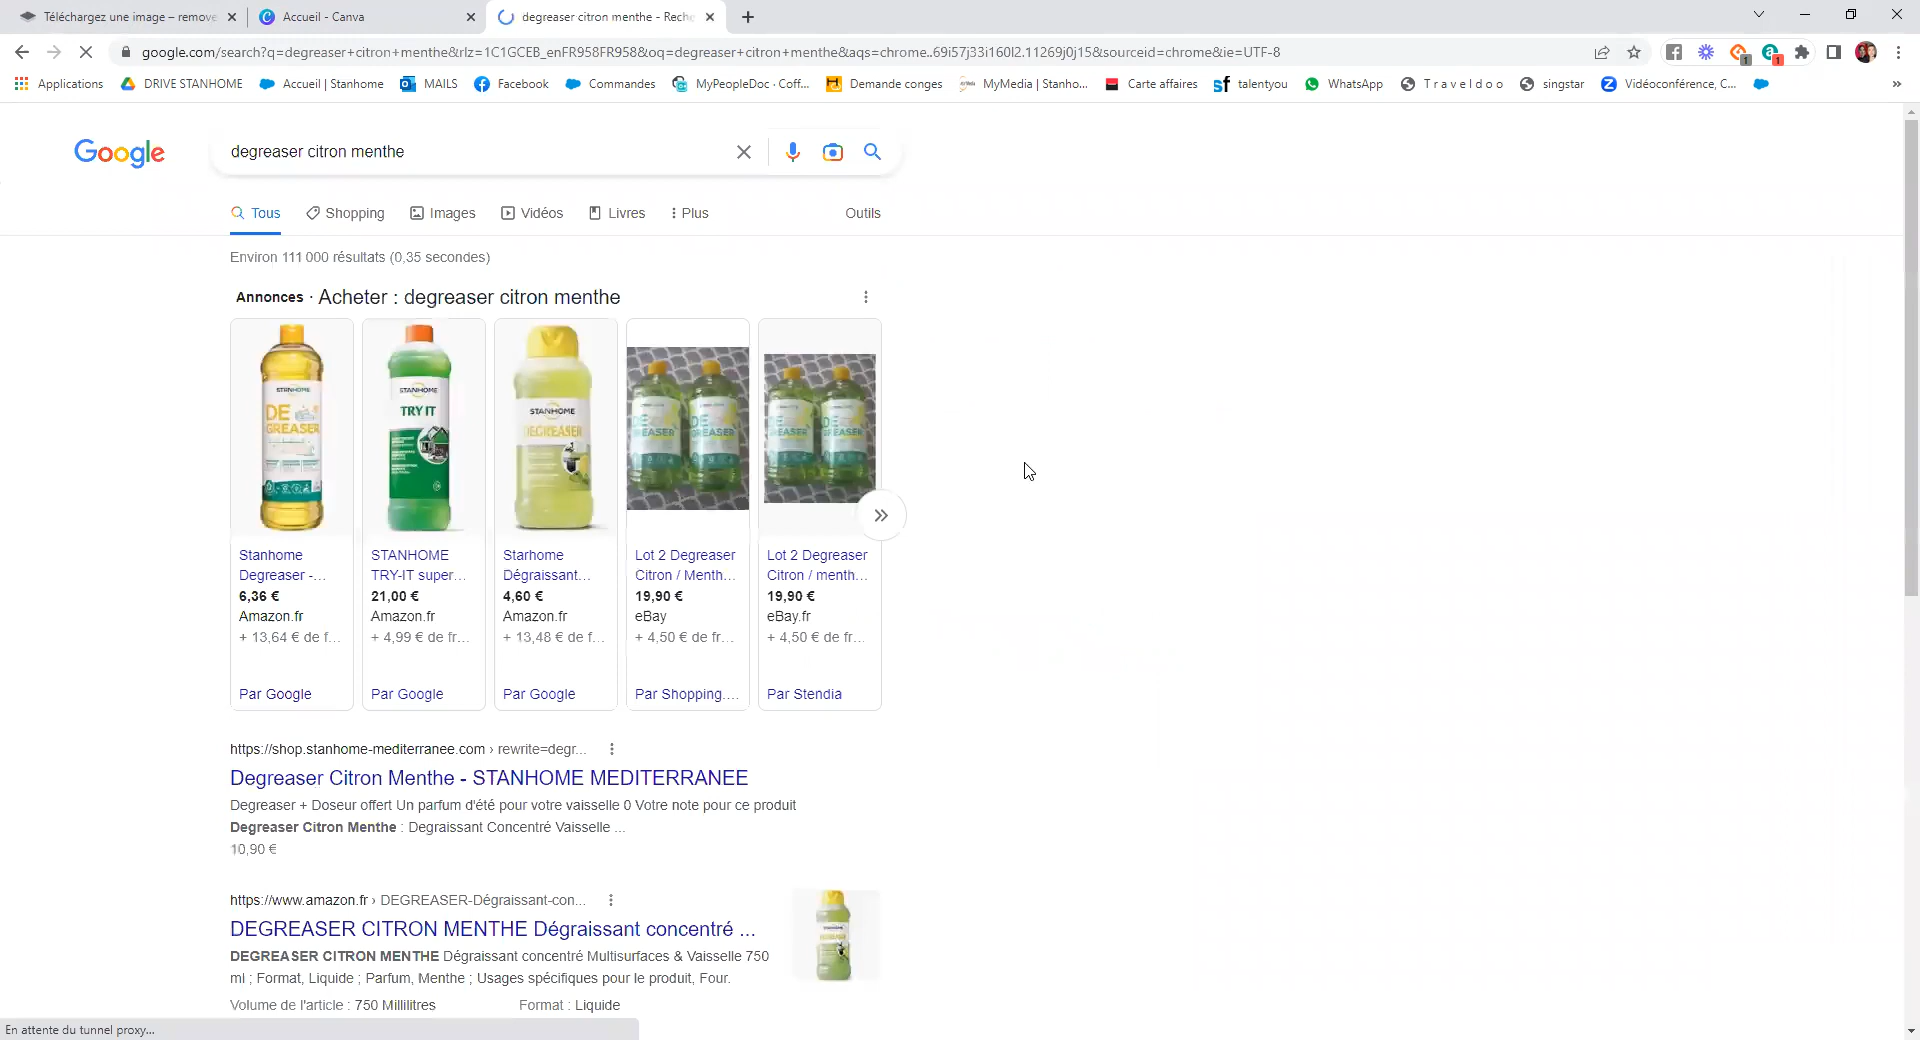 Téléchargez une image – remove
Accueil - Canva
degreaser citron menthe - Rech
google.com/search?q=degreaser+citron+menthe&rlz=1C1GCEB_enFR958FR958&oq=degreaser+citron+menthe&aqs=chrome..69i57j33i160l2.11269j0j15&sourceid=chrome&ie=UTF-8
Applications DRIVE STANHOME Accueil | Stanhome MAILS Facebook Commandes MyPeopleDoc · Coff... Demande conges MyMedia | Stanho... Carte affaires talentyou WhatsApp T r a v e l d o o singstar Vidéoconférence, C... »
Google
degreaser citron menthe
Tous Shopping Images Vidéos Livres Plus Outils
Environ 111 000 résultats (0,35 secondes)
Annonces · Acheter : degreaser citron menthe
STANHOME
DE
GREASER
STANHOME
TRY IT
STANHOME
DEGREASER
Stanhome
Degreaser -...
6,36 €
Amazon.fr
+ 13,64 € de f...
Par Google
STANHOME
TRY-IT super...
21,00 €
Amazon.fr
+ 4,99 € de fr...
Par Google
Starhome
Dégraissant...
4,60 €
Amazon.fr
+ 13,48 € de f...
Par Google
Lot 2 Degreaser
Citron / Menth...
19,90 €
eBay
+ 4,50 € de fr...
Par Shopping....
Lot 2 Degreaser
Citron / menth...
19,90 €
eBay.fr
+ 4,50 € de fr...
Par Stendia
https://shop.stanhome-mediterranee.com › rewrite=degr...
Degreaser Citron Menthe - STANHOME MEDITERRANEE
Degreaser + Doseur offert Un parfum d'été pour votre vaisselle 0 Votre note pour ce produit
Degreaser Citron Menthe : Degraissant Concentré Vaisselle ...
10,90 €
https://www.amazon.fr › DEGREASER-Dégraissant-con...
DEGREASER CITRON MENTHE Dégraissant concentré ...
DEGREASER CITRON MENTHE Dégraissant concentré Multisurfaces & Vaisselle 750
ml ; Format, Liquide ; Parfum, Menthe ; Usages spécifiques pour le produit, Four.
Volume de l'article : 750 Millilitres Format : Liquide
En attente du tunnel proxy...